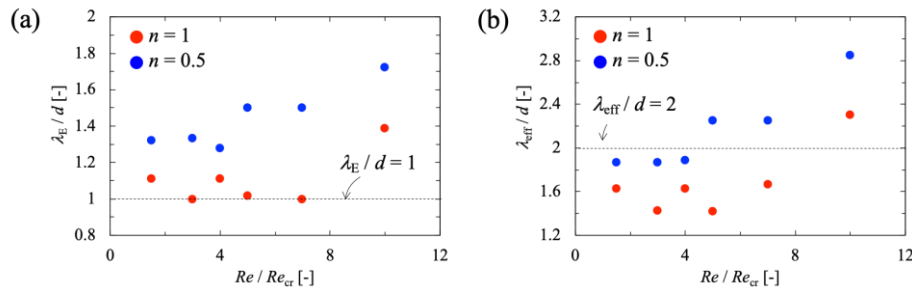 (a)
2
n = 1
n = 0.5
1.8
1.6
1.4
1.2
1
0.8
λE / d [-]
λE / d = 1
0 4 8 12
Re / Recr [-]
(b)
3.2
n = 1
n = 0.5
2.8
2.4
2
1.6
1.2
λeff / d [-]
λeff / d = 2
0 4 8 12
Re / Recr [-]